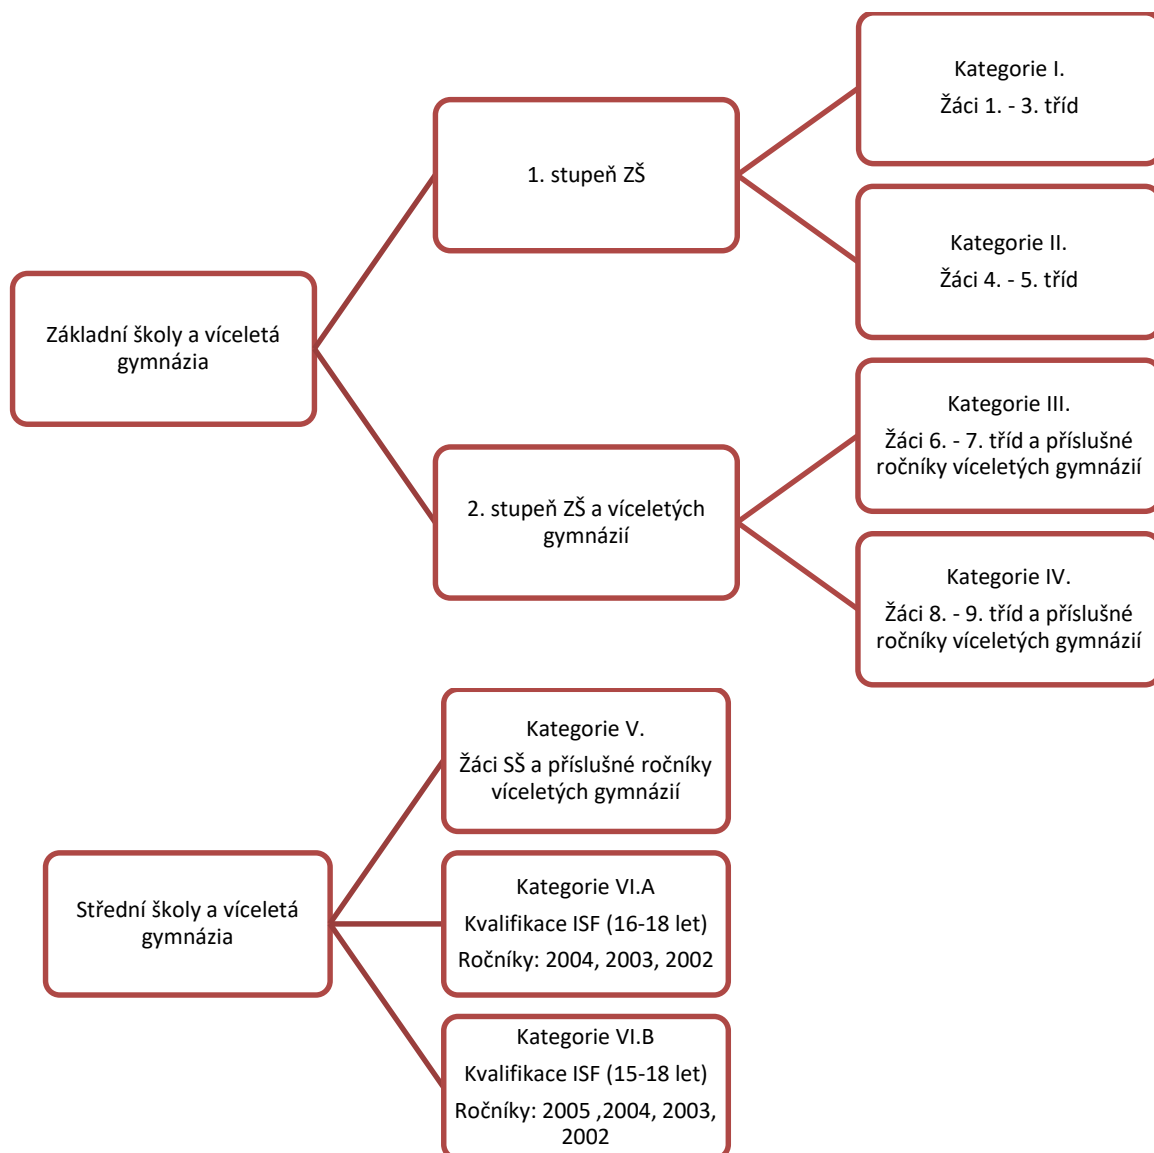 Základní školy a víceletá
gymnázia
1. stupeň ZŠ
Kategorie I.
Žáci 1. - 3. tříd
Kategorie II.
Žáci 4. - 5. tříd
2. stupeň ZŠ a víceletých
gymnázií
Kategorie III.
Žáci 6. - 7. tříd a příslušné
ročníky víceletých gymnázií
Kategorie IV.
Žáci 8. - 9. tříd a příslušné
ročníky víceletých gymnázií
Střední školy a víceletá
gymnázia
Kategorie V.
Žáci SŠ a příslušné ročníky
víceletých gymnázií
Kategorie VI.A
Kvalifikace ISF (16-18 let)
Ročníky: 2004, 2003, 2002
Kategorie VI.B
Kvalifikace ISF (15-18 let)
Ročníky: 2005 ,2004, 2003,
2002